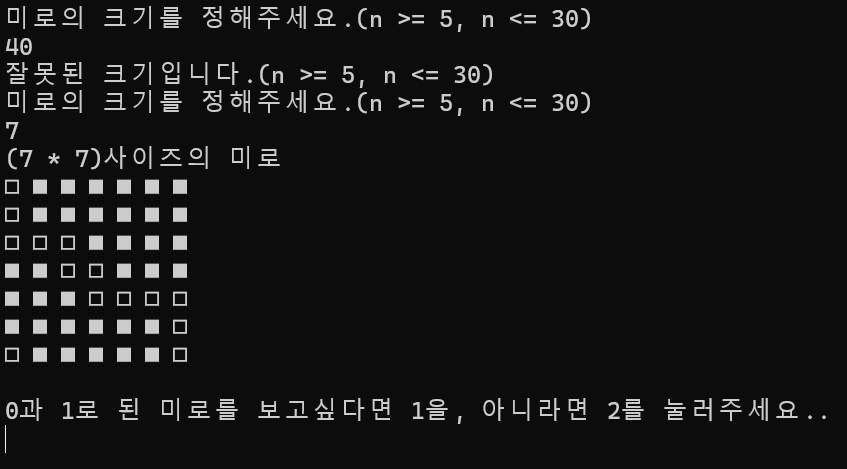 미로의 크기를 정해주세요.(n >= 5, n <= 30)
40
잘못된 크기입니다.(n >= 5, n <= 30)
미로의 크기를 정해주세요.(n >= 5, n <= 30)
7
(7 * 7)사이즈의 미로
□ ■ ■ ■ ■ ■ ■
□ ■ ■ ■ ■ ■ ■
□ □ □ ■ ■ ■ ■
■ ■ □ □ ■ ■ ■
■ ■ ■ □ □ □ □
■ ■ ■ ■ ■ ■ □
□ ■ ■ ■ ■ ■ □
0과 1로 된 미로를 보고싶다면 1을, 아니라면 2를 눌러주세요..